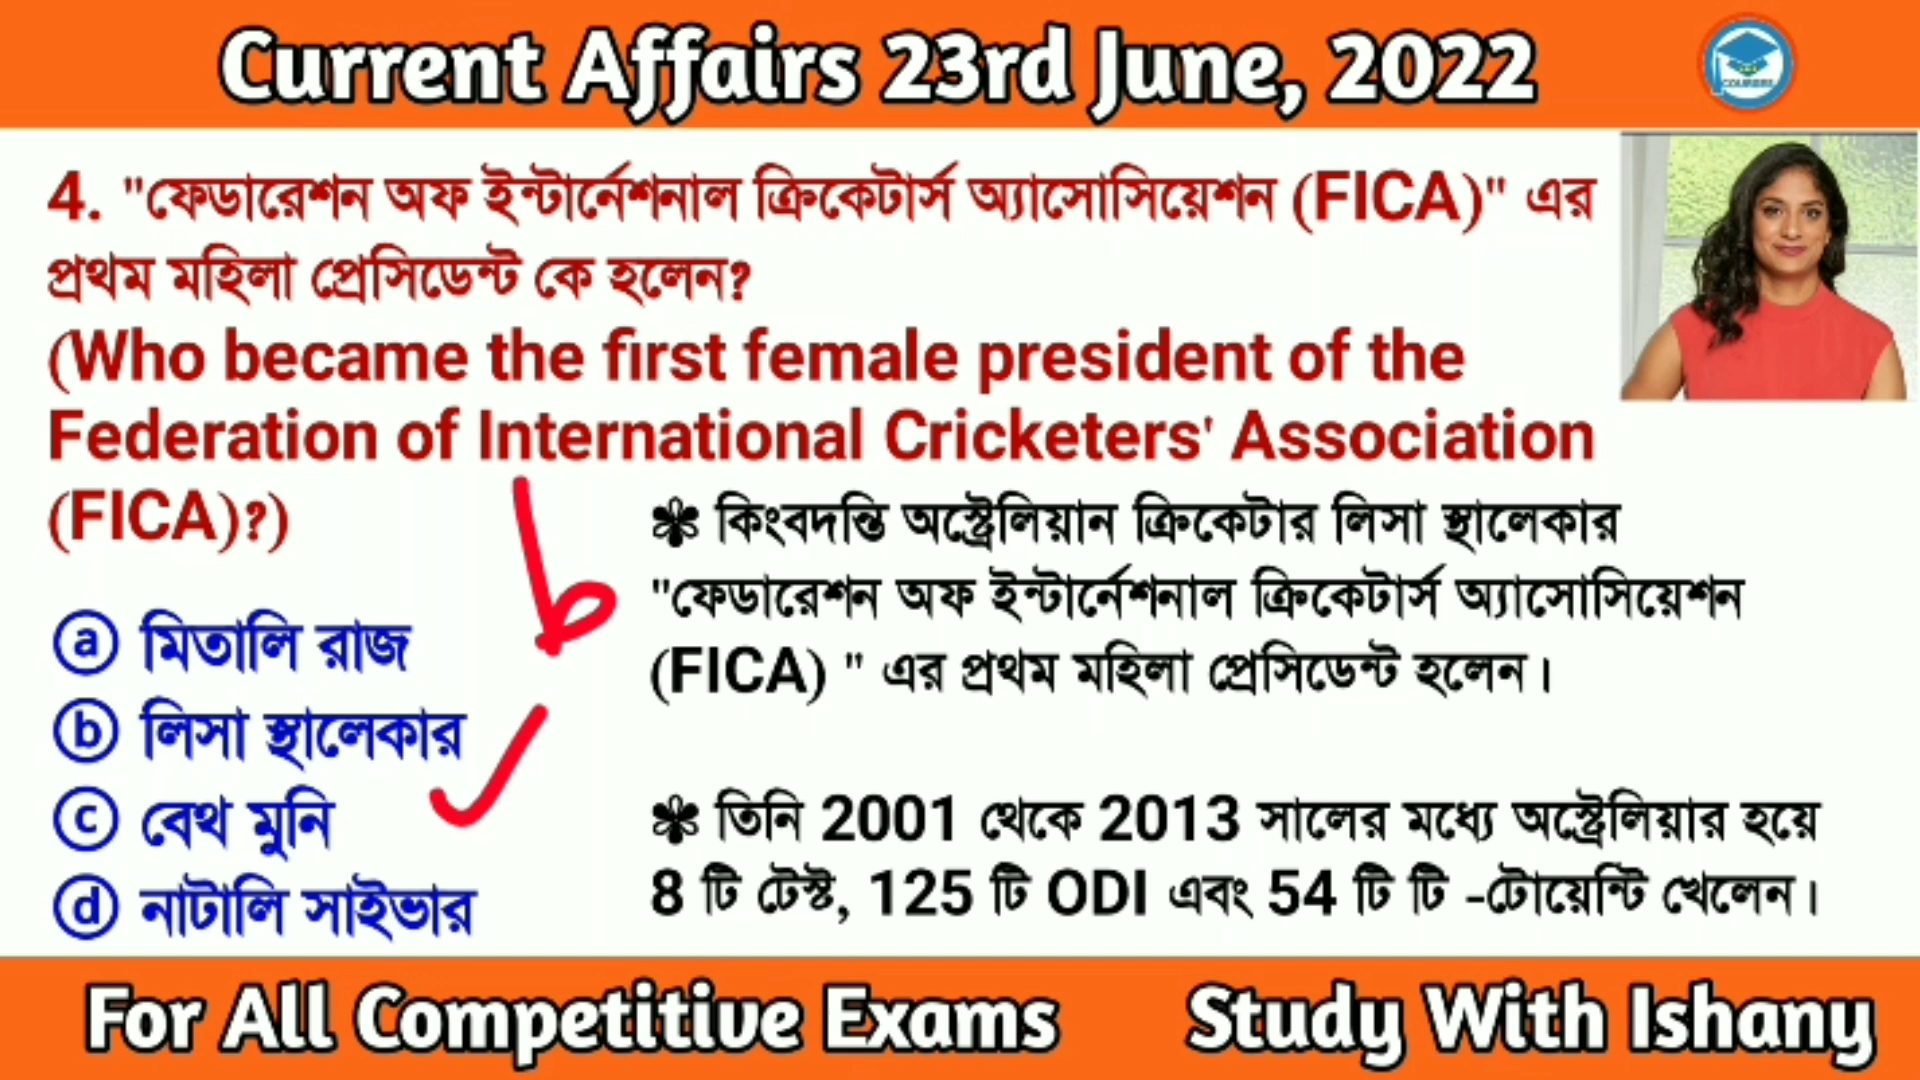 Current Affairs 23rd June, 2022
COURSES
4. "ফেডারেশন অফ ইন্টার্নেশনাল ক্রিকেটার্স অ্যাসোসিয়েশন (FICA)" এর
প্রথম মহিলা প্রেসিডেন্ট কে হলেন?
(Who became the first female president of the
Federation of International Cricketers' Association
(FICA)?)
ⓐ মিতালি রাজ
ⓑ লিসা স্থালেকার
ⓒ বেথ মুনি
ⓓ নাটালি সাইভার
b
✽ কিংবদন্তি অস্ট্রেলিয়ান ক্রিকেটার লিসা স্থালেকার
"ফেডারেশন অফ ইন্টার্নেশনাল ক্রিকেটার্স অ্যাসোসিয়েশন
(FICA) " এর প্রথম মহিলা প্রেসিডেন্ট হলেন।
✽ তিনি 2001 থেকে 2013 সালের মধ্যে অস্ট্রেলিয়ার হয়ে
8 টি টেস্ট, 125 টি ODI এবং 54 টি টি -টোয়েন্টি খেলেন।
For All Competitive Exams
Study With Ishany